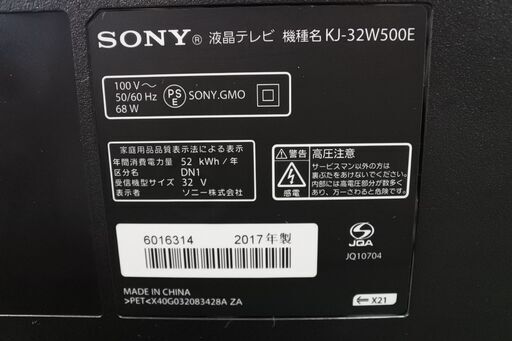 SONY® 液晶テレビ 機種名 KJ-32W500E
100 V〜
50/60 Hz
68 W
PS
E
SONY.GMO
家庭用品品質表示法による表示
年間消費電力量 52 kWh/年
区分名 DN1
受信機型サイズ 32 V
ソニー株式会社
警告
感電
高圧注意
サービスマン以外の方は
裏ぶたをあけないでください。
内部には高電圧部分が数多く
あり、万一さわると危険です。
6016314 2017年製
JQA
JQ10704
MADE IN CHINA
>PET<X40G032083428A ZA
X21